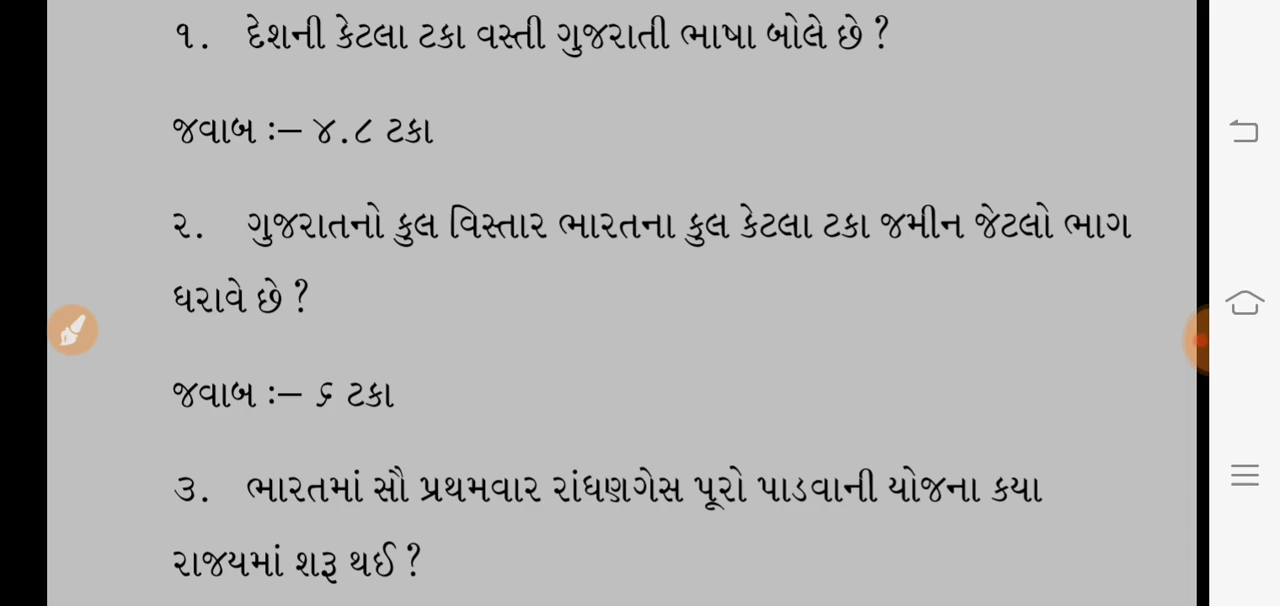 ૧. દેશની કેટલા ટકા વસ્તી ગુજરાતી ભાષા બોલે છે ?
જવાબ :– ૪.૮ ટકા
૨. ગુજરાતનો કુલ વિસ્તાર ભારતના કુલ કેટલા ટકા જમીન જેટલો ભાગ
ધરાવે છે ?
જવાબ :– ૬ ટકા
૩. ભારતમાં સૌ પ્રથમવાર રાંધણગેસ પૂરો પાડવાની યોજના કયા
રાજયમાં શરૂ થઈ ?